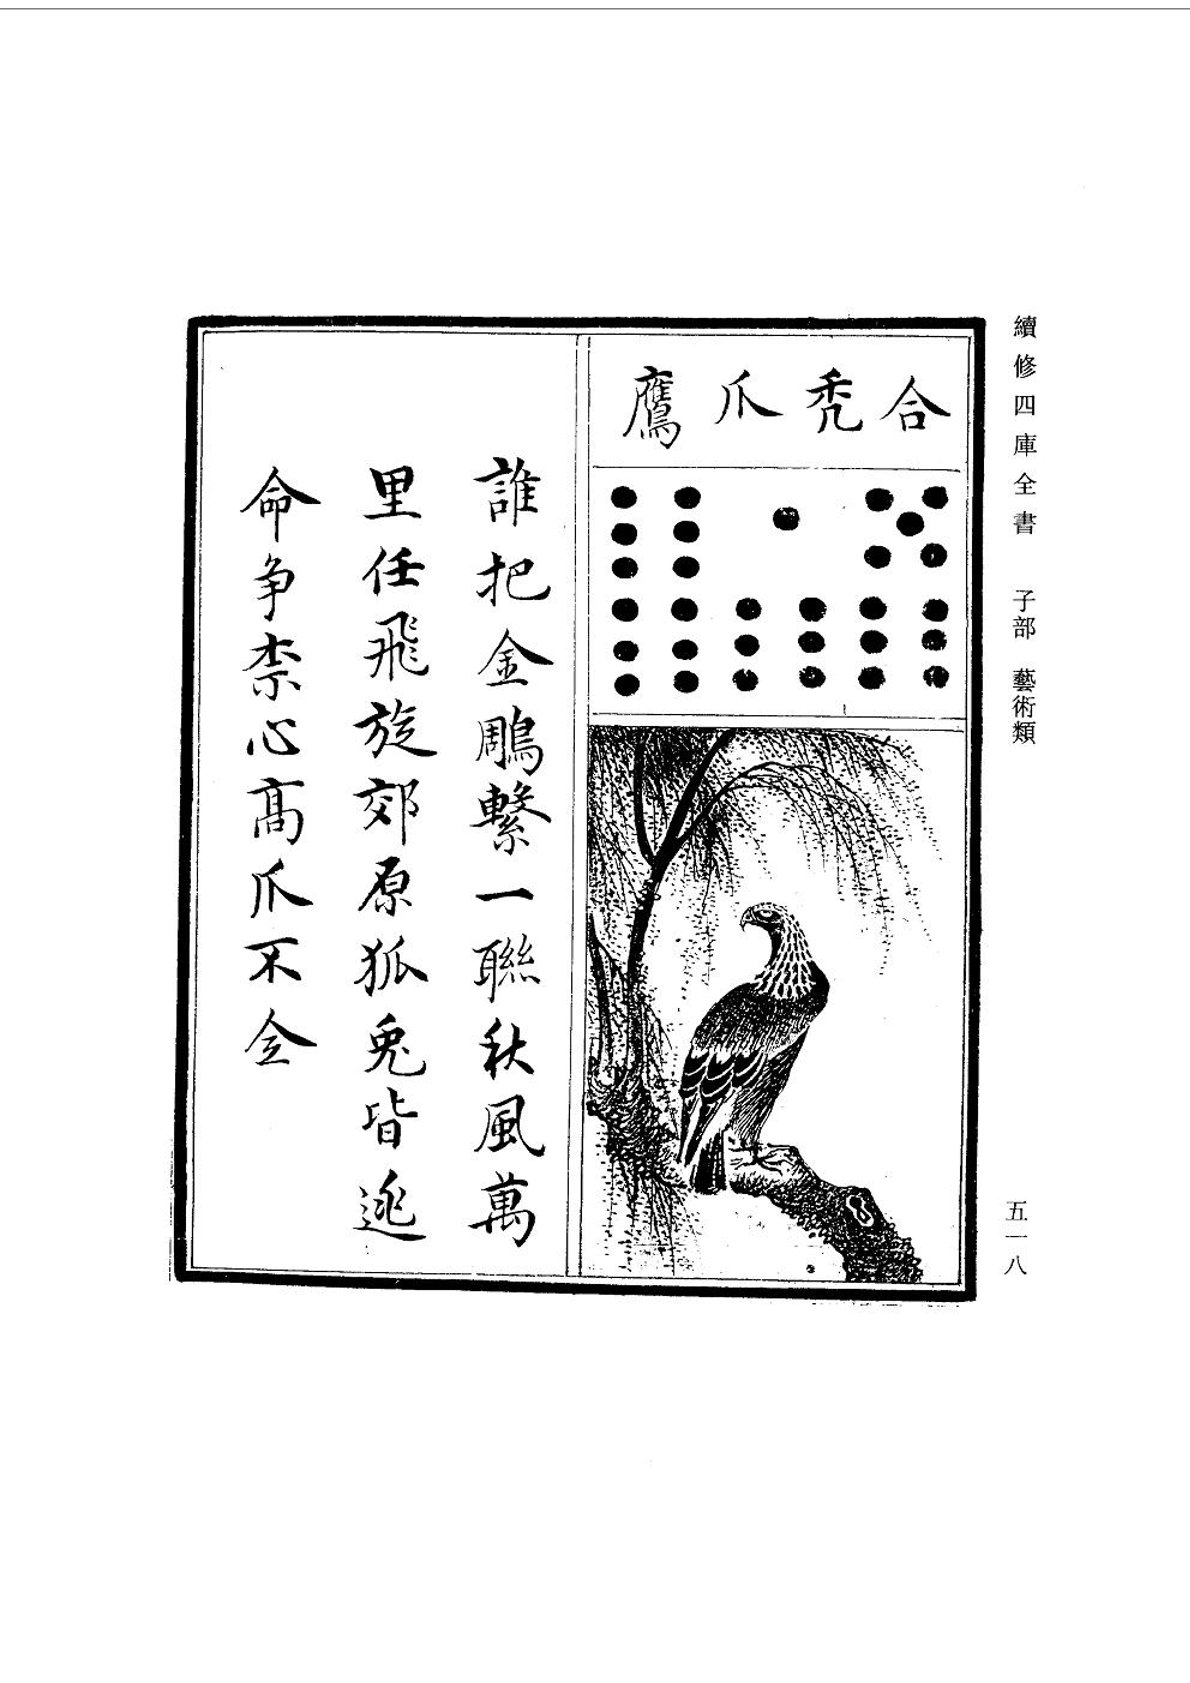 續修四庫全書 子部 藝術類
五一八
合禿爪鷹
誰把金鵰繫一聯秋風萬
里任飛旋郊原狐兔皆逃
命爭柰心高爪不全